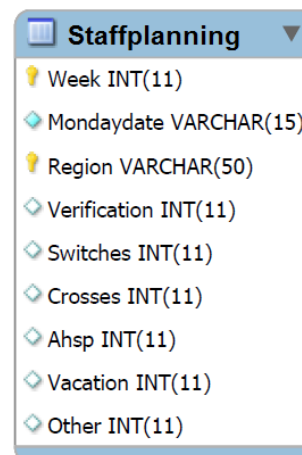 Staffplanning
Week INT(11)
Mondaydate VARCHAR(15)
Region VARCHAR(50)
Verification INT(11)
Switches INT(11)
Crosses INT(11)
Ahsp INT(11)
Vacation INT(11)
Other INT(11)